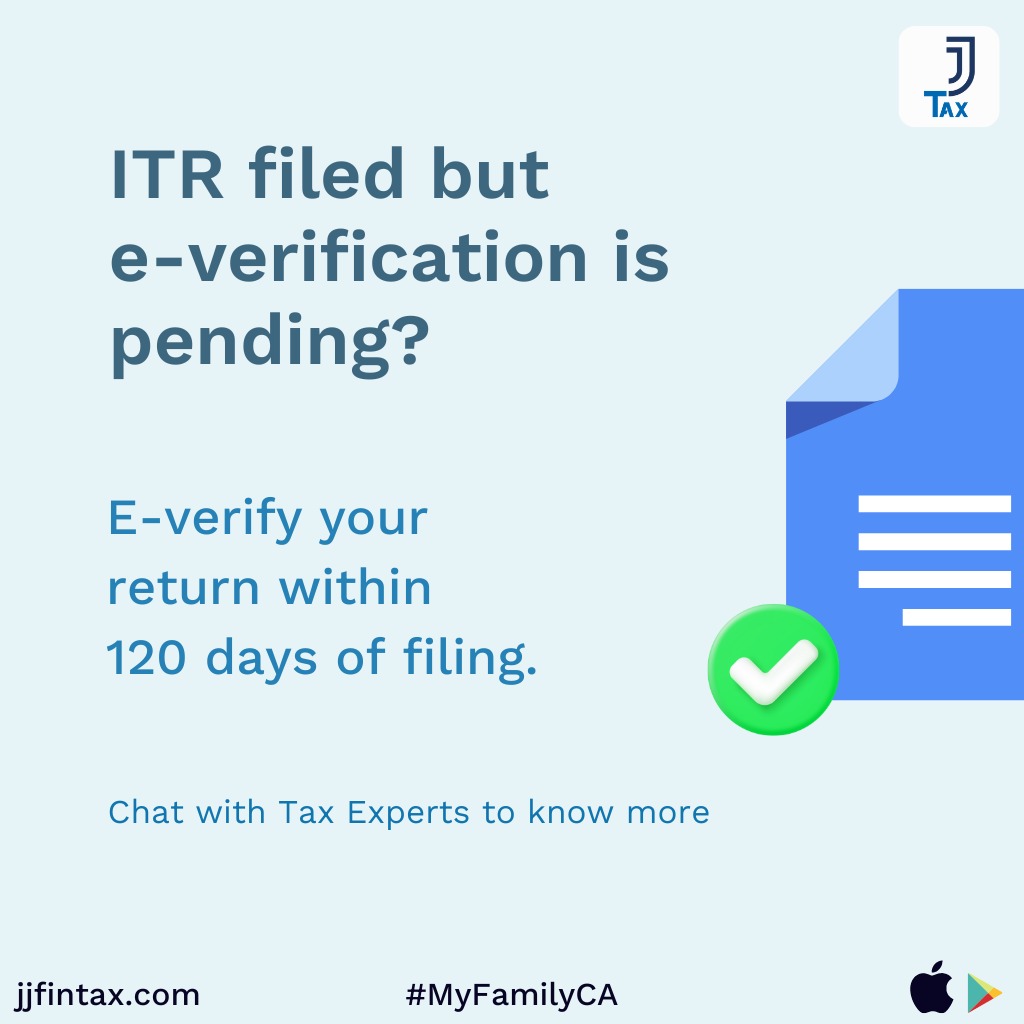 J
TAX
ITR filed but
e-verification is
pending?
E-verify your
return within
120 days of filing.
Chat with Tax Experts to know more
jjfintax.com
#MyFamilyCA